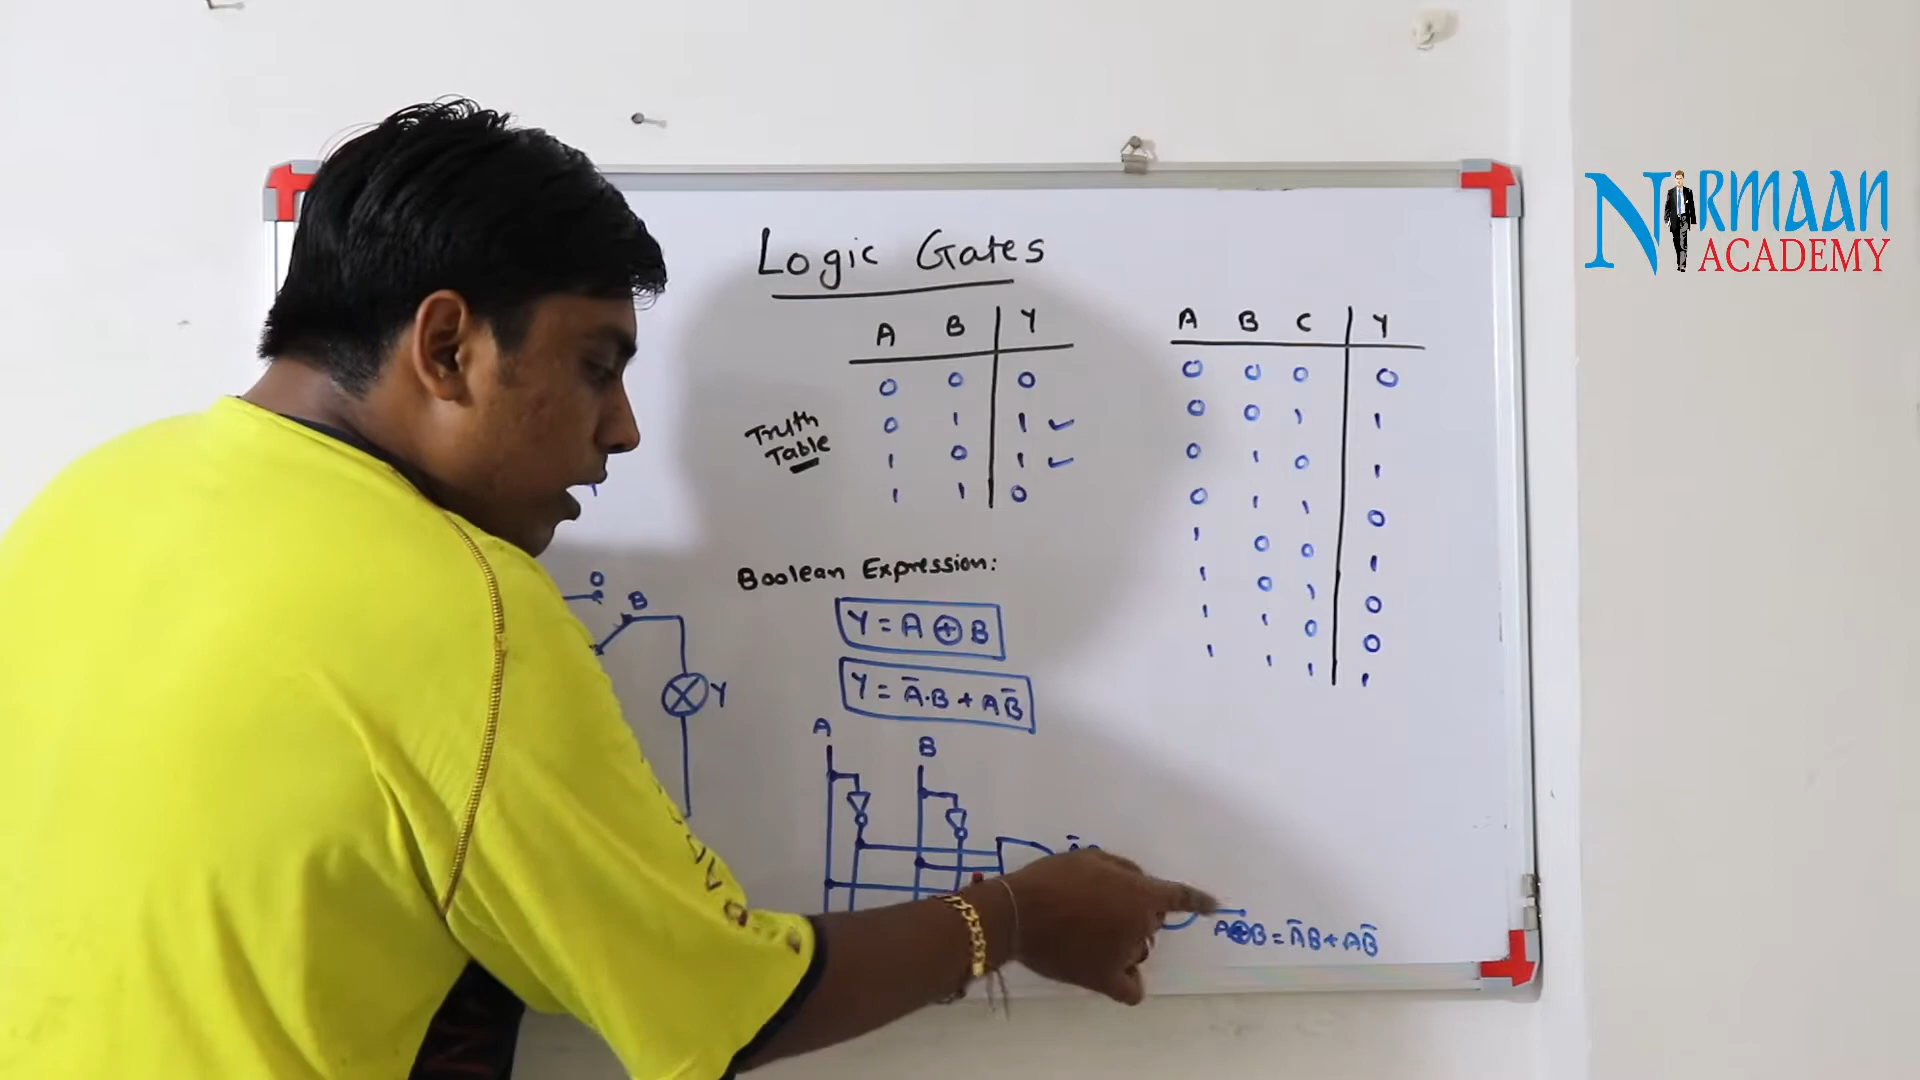 NIRMAAN
ACADEMY
Logic Gates
A B Y
0 0 0
0 1 1 ✓
1 0 1 ✓
1 1 0
Truth
Table
A B C Y
0 0 0 0
0 0 1 1
0 1 0 1
0 1 1 0
1 0 0 1
1 0 1 0
1 1 0 0
1 1 1 1
Boolean Expression:
Y = A ⊕ B
Y = A̅·B + AB̅
0
B
Y
A
B
A⊕B = A̅B + AB̅